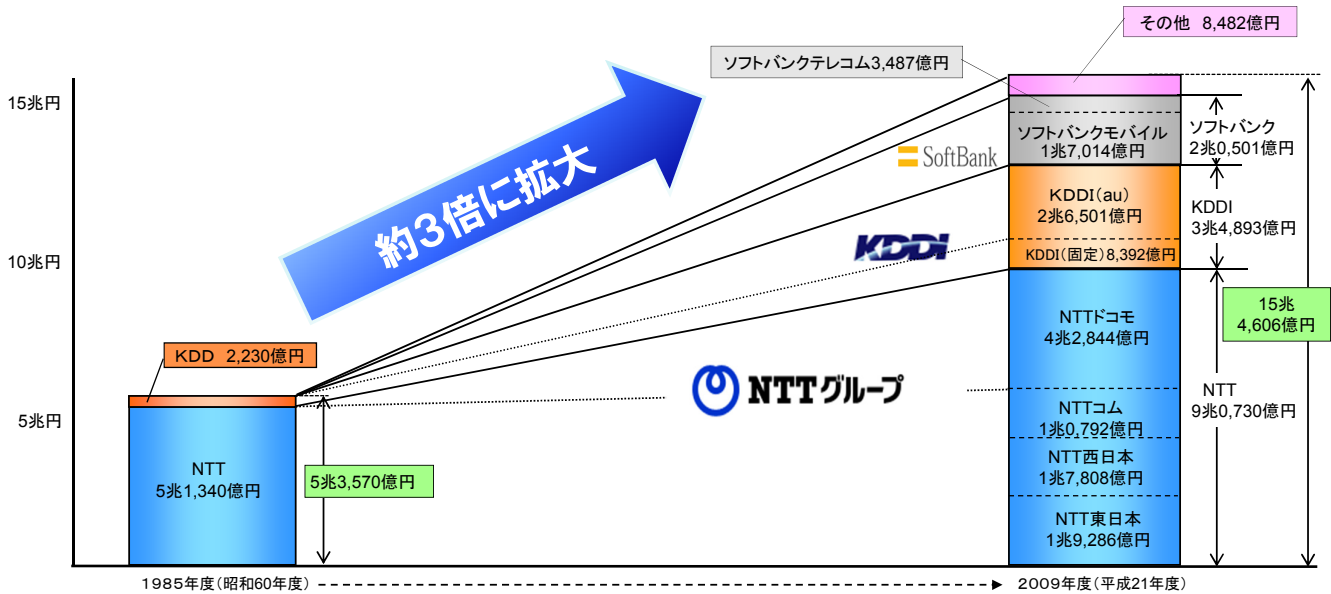 その他 8,482億円
ソフトバンクテレコム3,487億円
15兆円
10兆円
5兆円
約3倍に拡大
SoftBank
KDDI
NTTグループ
KDD 2,230億円
NTT
5兆1,340億円
5兆3,570億円
ソフトバンクモバイル
1兆7,014億円
KDDI(au)
2兆6,501億円
KDDI(固定)8,392億円
NTTドコモ
4兆2,844億円
NTTコム
1兆0,792億円
NTT西日本
1兆7,808億円
NTT東日本
1兆9,286億円
ソフトバンク
2兆0,501億円
KDDI
3兆4,893億円
NTT
9兆0,730億円
15兆
4,606億円
1985年度(昭和60年度)
2009年度(平成21年度)